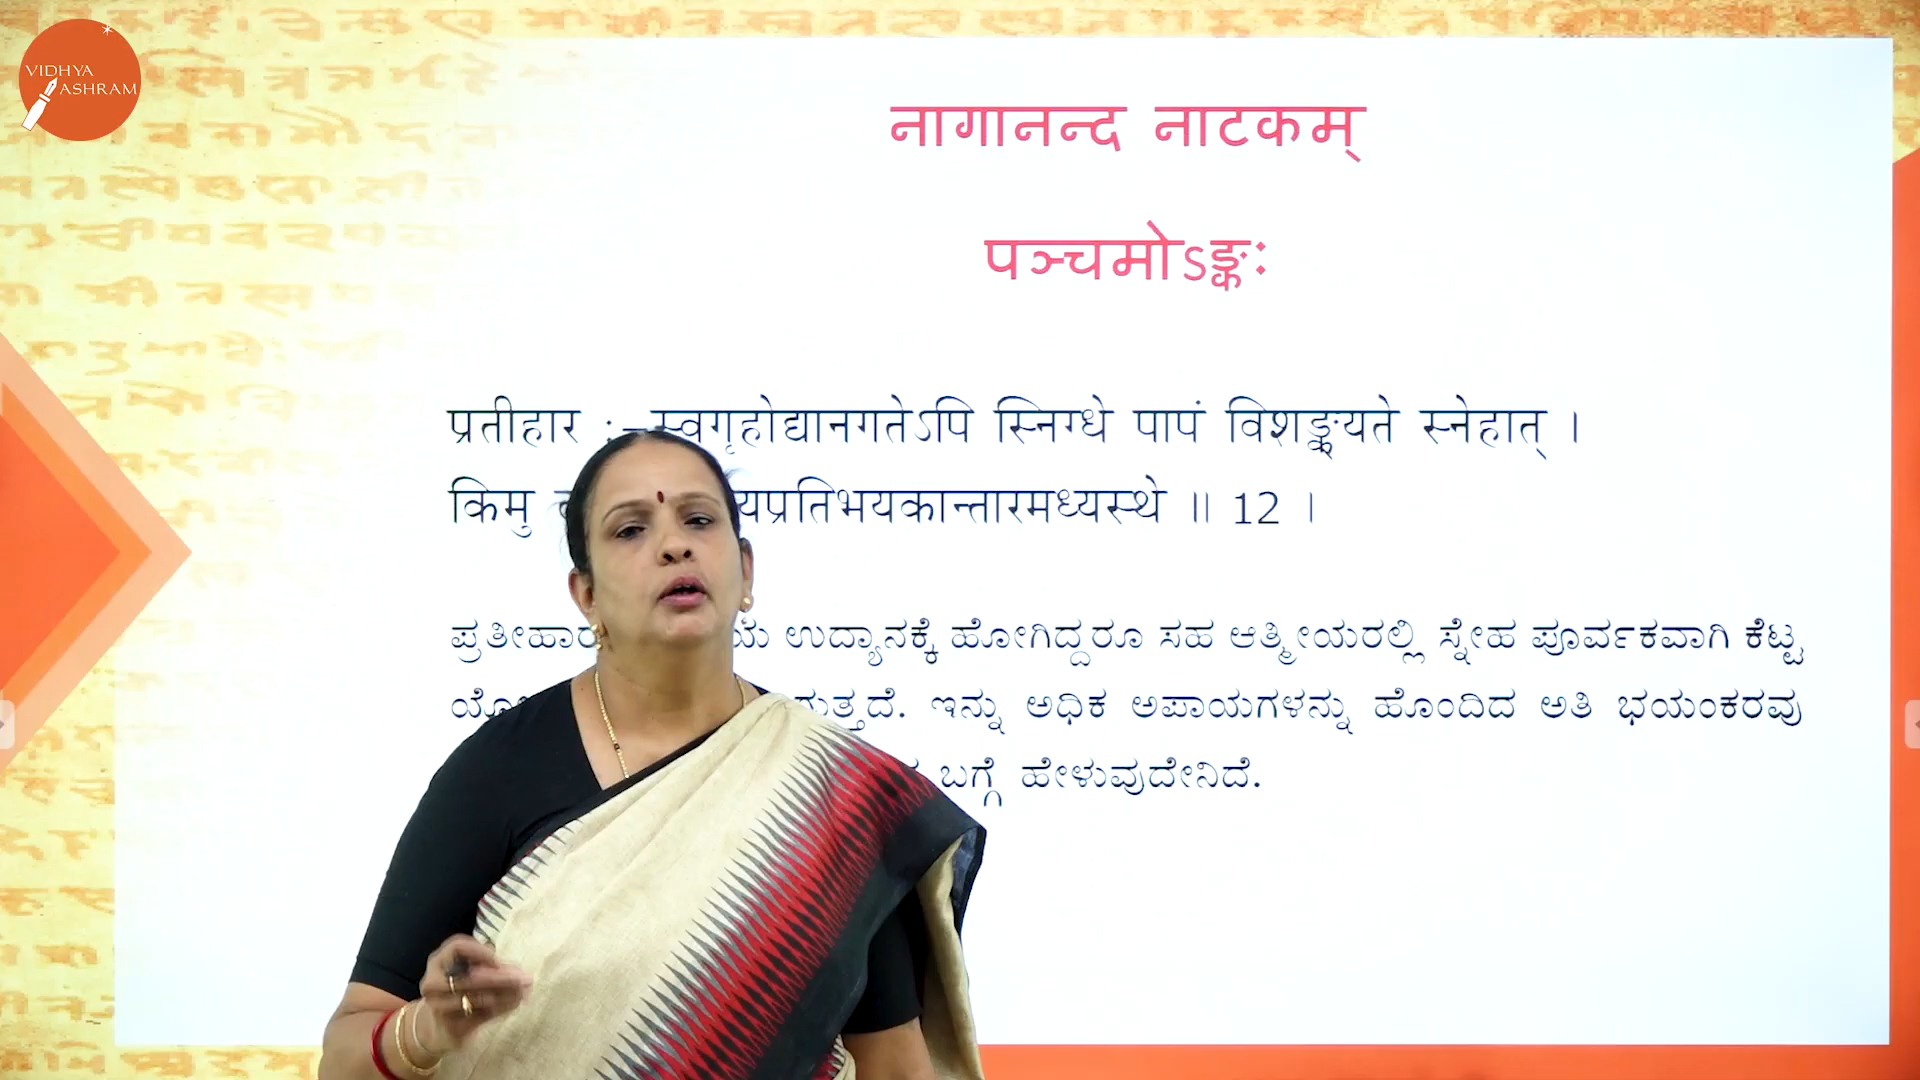 VIDHYA
ASHRAM
नागानन्द नाटकम्
पञ्चमोऽङ्कः
प्रतीहार :–स्वगृहोद्यानगतेऽपि स्निग्धे पापं विशङ्क्यते स्नेहात् ।
किमु यप्रतिभयकान्तारमध्यस्थे ॥ 12 ।
ಪ್ರತೀಹಾರ ಯ ಉದ್ಯಾನಕ್ಕೆ ಹೋಗಿದ್ದರೂ ಸಹ ಆತ್ಮೀಯರಲ್ಲಿ ಸ್ನೇಹ ಪೂರ್ವಕವಾಗಿ ಕೆಟ್ಟ
ಗುತ್ತದೆ. ಇನ್ನು ಅಧಿಕ ಅಪಾಯಗಳನ್ನು ಹೊಂದಿದ ಅತಿ ಭಯಂಕರವು
ಬಗ್ಗೆ ಹೇಳುವುದೇನಿದೆ.